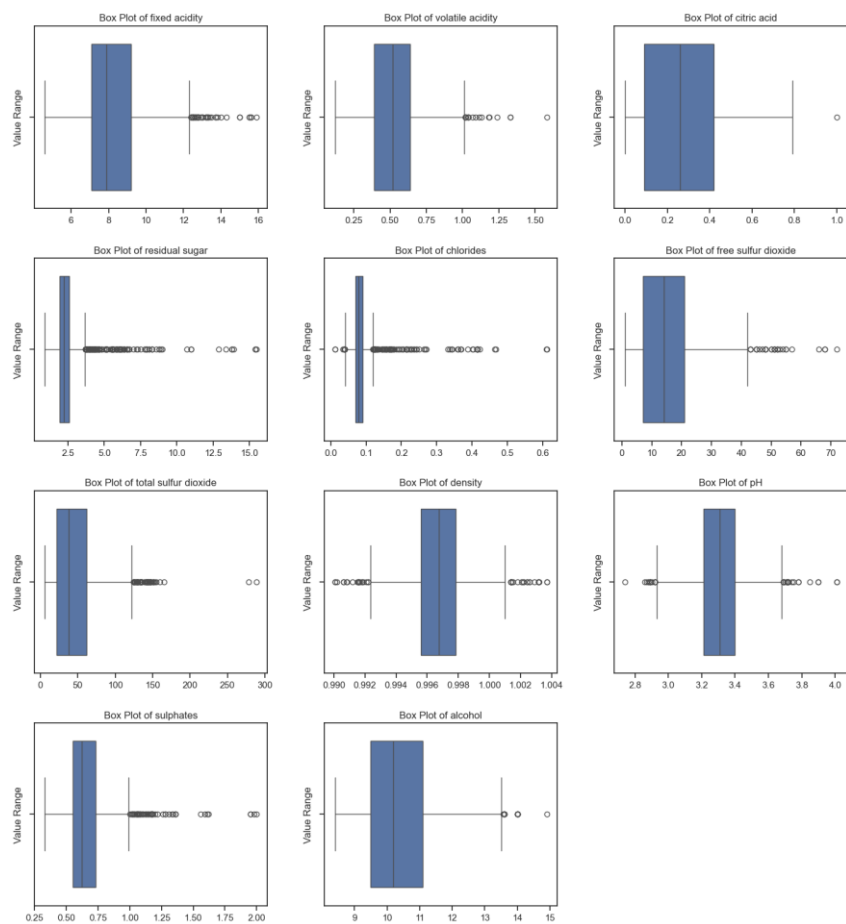 Box Plot of fixed acidity
Value Range
6 8 10 12 14 16
Box Plot of volatile acidity
Value Range
0.25 0.50 0.75 1.00 1.25 1.50
Box Plot of citric acid
Value Range
0.0 0.2 0.4 0.6 0.8 1.0
Box Plot of residual sugar
Value Range
2.5 5.0 7.5 10.0 12.5 15.0
Box Plot of chlorides
Value Range
0.0 0.1 0.2 0.3 0.4 0.5 0.6
Box Plot of free sulfur dioxide
Value Range
0 10 20 30 40 50 60 70
Box Plot of total sulfur dioxide
Value Range
0 50 100 150 200 250 300
Box Plot of density
Value Range
0.990 0.992 0.994 0.996 0.998 1.000 1.002 1.004
Box Plot of pH
Value Range
2.8 3.0 3.2 3.4 3.6 3.8 4.0
Box Plot of sulphates
Value Range
0.25 0.50 0.75 1.00 1.25 1.50 1.75 2.00
Box Plot of alcohol
Value Range
9 10 11 12 13 14 15